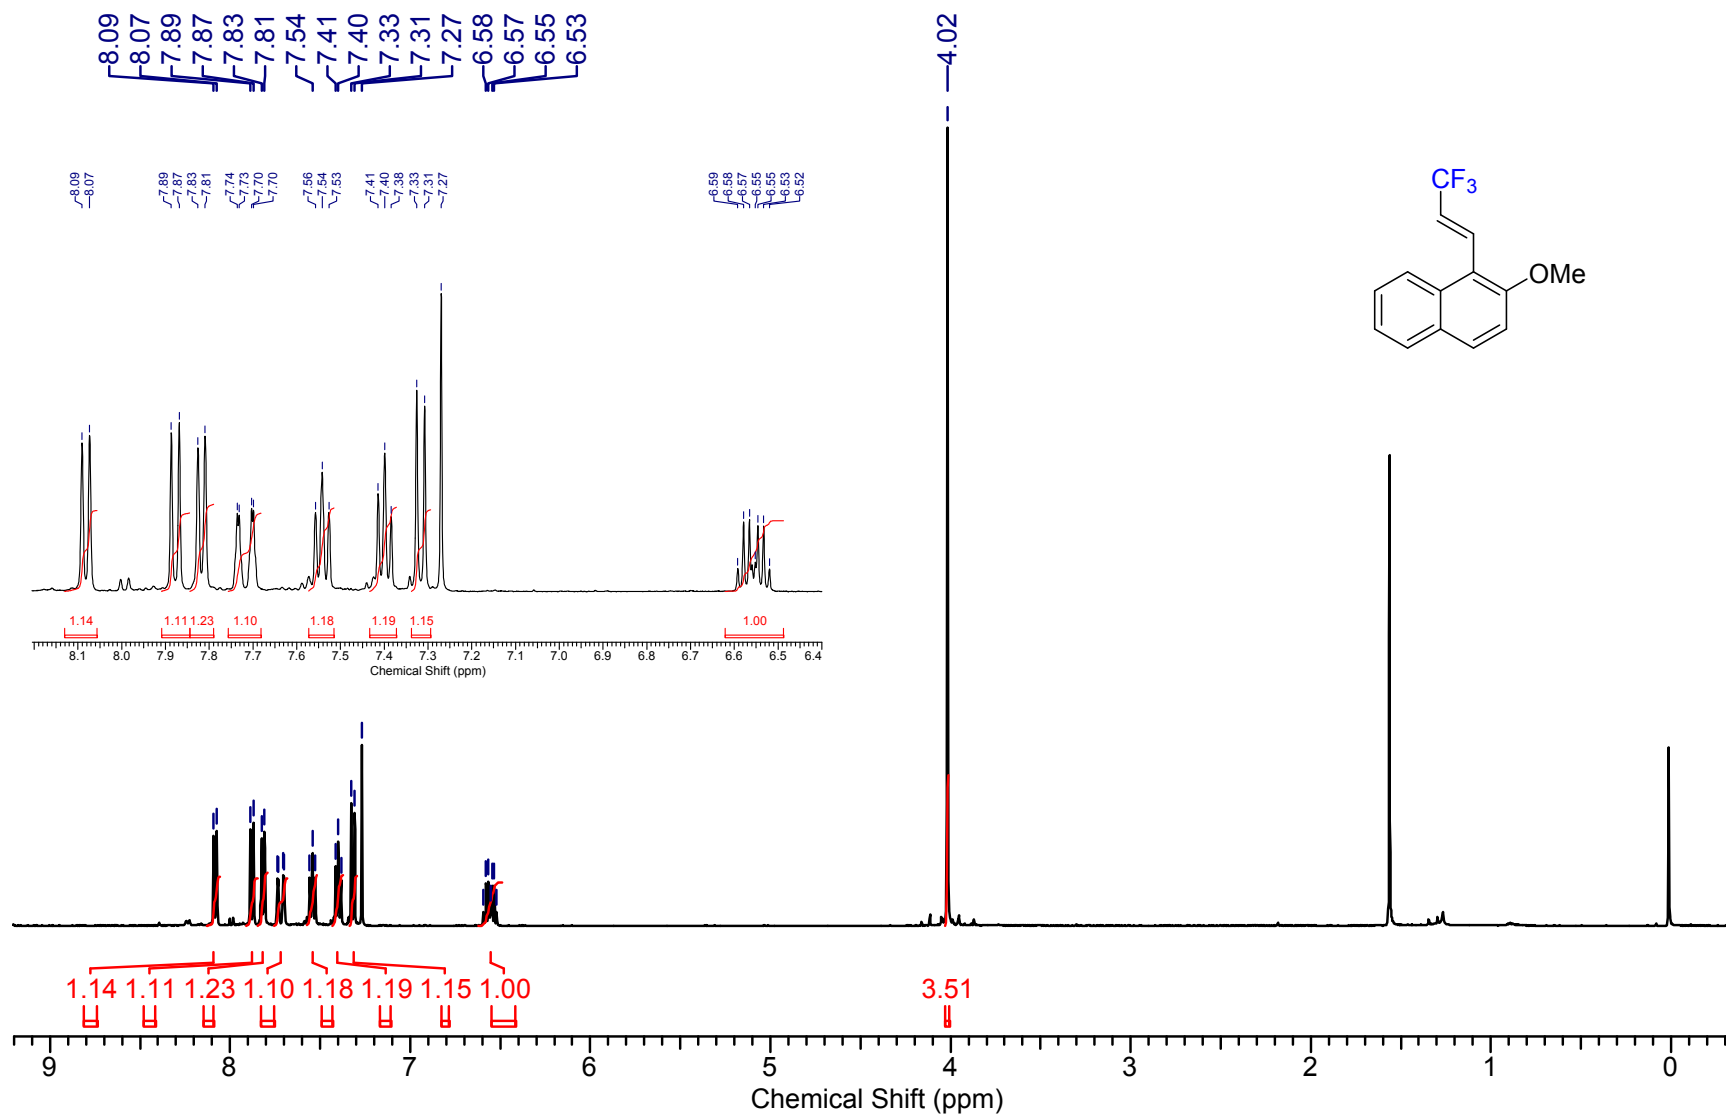 8.09 8.07 7.89 7.87 7.83 7.81 7.54 7.41 7.40 7.33 7.31 7.27 6.58 6.57 6.55 6.53 4.02
8.09 8.07 7.89 7.87 7.83 7.81 7.74 7.73 7.70 7.70 7.56 7.54 7.53 7.41 7.40 7.38 7.33 7.31 7.27 6.59 6.58 6.57 6.55 6.55 6.53 6.52
CF3
OMe
1.14 1.11 1.23 1.10 1.18 1.19 1.15 1.00
8.1 8.0 7.9 7.8 7.7 7.6 7.5 7.4 7.3 7.2 7.1 7.0 6.9 6.8 6.7 6.6 6.5 6.4
Chemical Shift (ppm)
1.14 1.11 1.23 1.10 1.18 1.19 1.15 1.00 3.51
9 8 7 6 5 4 3 2 1 0
Chemical Shift (ppm)